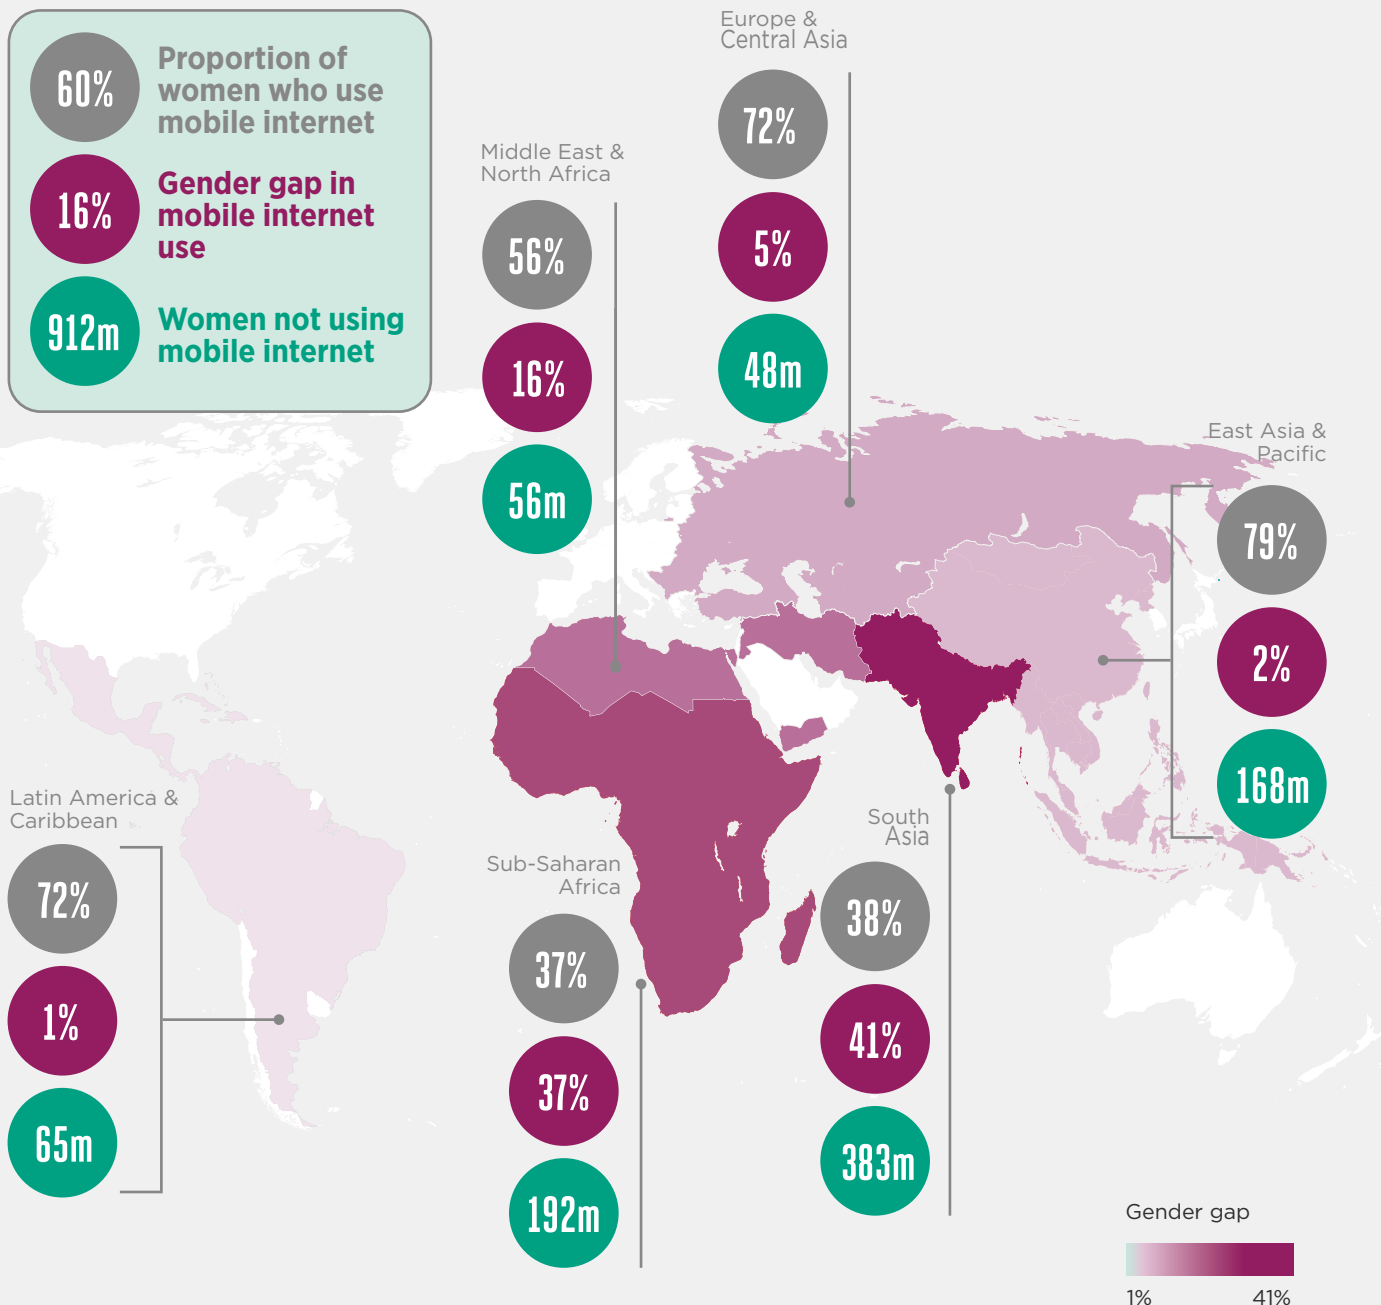 60%
Proportion of
women who use
mobile internet
16%
Gender gap in
mobile internet
use
912m
Women not using
mobile internet
Europe &
Central Asia
72%
5%
48m
Middle East &
North Africa
56%
16%
56m
East Asia &
Pacific
79%
2%
168m
Latin America &
Caribbean
72%
1%
65m
Sub-Saharan
Africa
37%
37%
192m
South
Asia
38%
41%
383m
Gender gap
1%
41%